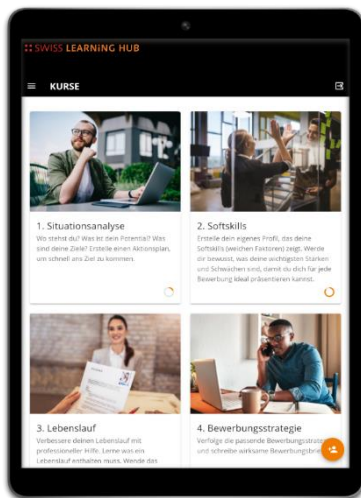 SWISS LEARNiNG HUB
KURSE
1. Situationsanalyse
Wo stehst du? Was ist dein Potential? Was
sind deine Ziele? Erstelle einen Aktionsplan,
um schnell ans Ziel zu kommen.
2. Softskills
Erstelle dein eigenes Profil, das deine
Softskills (weichen Faktoren) zeigt. Werde
dir bewusst, was deine wichtigsten Stärken
und Schwächen sind, damit du dich für jede
Bewerbung ideal präsentieren kannst.
3. Lebenslauf
Verbessere deinen Lebenslauf mit
professioneller Hilfe. Lerne was ein
Lebenslauf enthalten muss. Wende das
4. Bewerbungsstrategie
Verfolge die passende Bewerbungsstrate
und schreibe wirksame Bewerbungsbrie